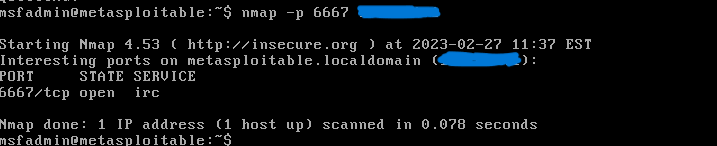 msfadmin@metasploitable:~$ nmap -p 6667
Starting Nmap 4.53 ( http://insecure.org ) at 2023-02-27 11:37 EST
Interesting ports on metasploitable.localdomain ( ):
PORT     STATE SERVICE
6667/tcp open  irc
Nmap done: 1 IP address (1 host up) scanned in 0.078 seconds
msfadmin@metasploitable:~$